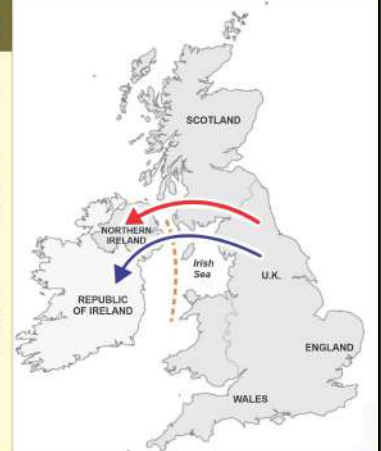 SCOTLAND
NORTHERN
IRELAND
Irish
Sea
U.K.
REPUBLIC
OF IRELAND
ENGLAND
WALES